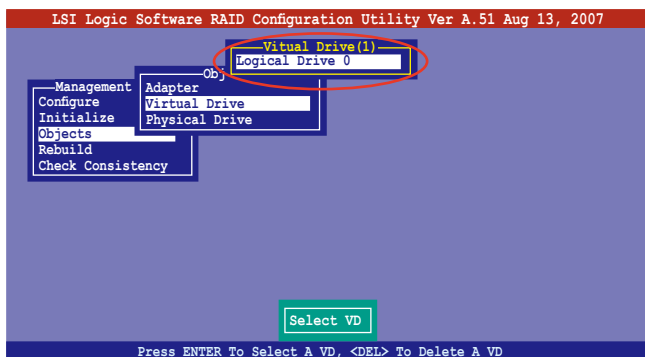 LSI Logic Software RAID Configuration Utility Ver A.51 Aug 13, 2007
Vitual Drive(1)
Logical Drive 0
Obj
Management
Adapter
Configure
Virtual Drive
Initialize
Physical Drive
Objects
Rebuild
Check Consistency
Select VD
Press ENTER To Select A VD, <DEL> To Delete A VD